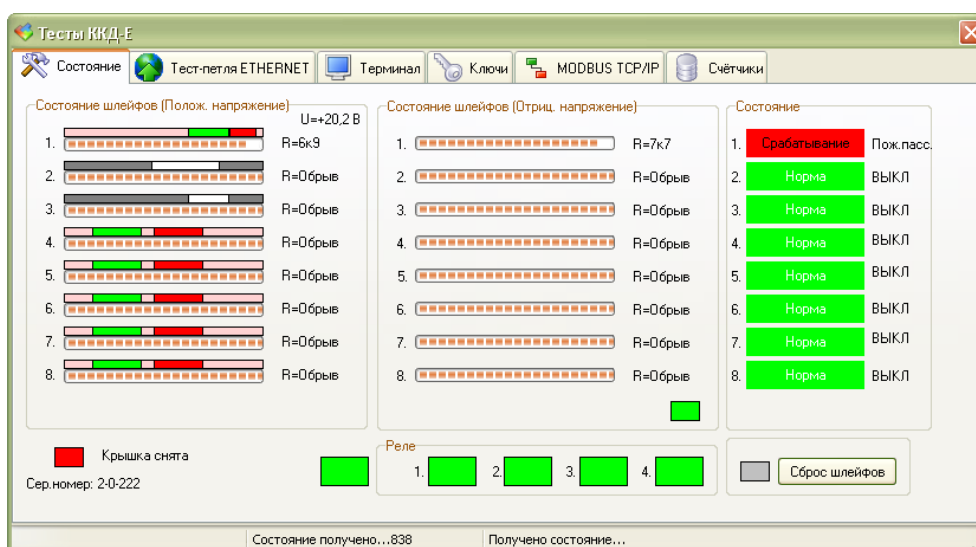 Тесты ККД-Е
Состояние Тест-петля ETHERNET Терминал Ключи MODBUS TCP/IP Счётчики
Состояние шлейфов (Полож. напряжение) Состояние шлейфов (Отриц. напряжение) Состояние
U=+20,2 В
1. R=6к9 1. R=7к7 1. Срабатывание Пож.пасс.
2. R=Обрыв 2. R=Обрыв 2. Норма ВЫКЛ
3. R=Обрыв 3. R=Обрыв 3. Норма ВЫКЛ
4. R=Обрыв 4. R=Обрыв 4. Норма ВЫКЛ
5. R=Обрыв 5. R=Обрыв 5. Норма ВЫКЛ
6. R=Обрыв 6. R=Обрыв 6. Норма ВЫКЛ
7. R=Обрыв 7. R=Обрыв 7. Норма ВЫКЛ
8. R=Обрыв 8. R=Обрыв 8. Норма ВЫКЛ
Реле
Крышка снята 1. 2. 3. 4. Сброс шлейфов
Сер.номер: 2-0-222
Состояние получено...838 Получено состояние...